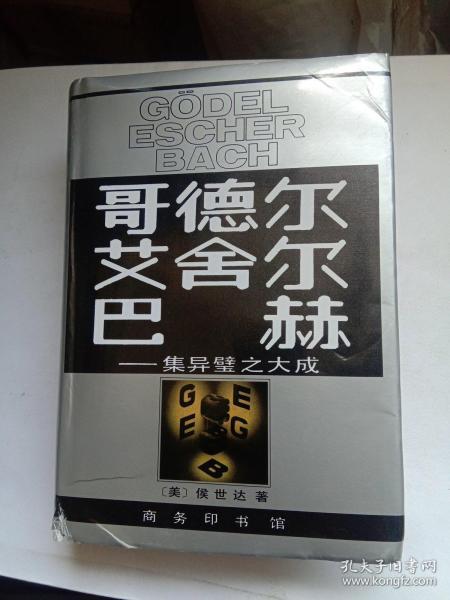 GÖDEL
ESCHER
BACH
哥德尔
艾舍尔
巴 赫
——集异璧之大成
G E
E G
B
〔美〕侯世达 著
商务印书馆
孔夫子旧书网
www.kongfz.com